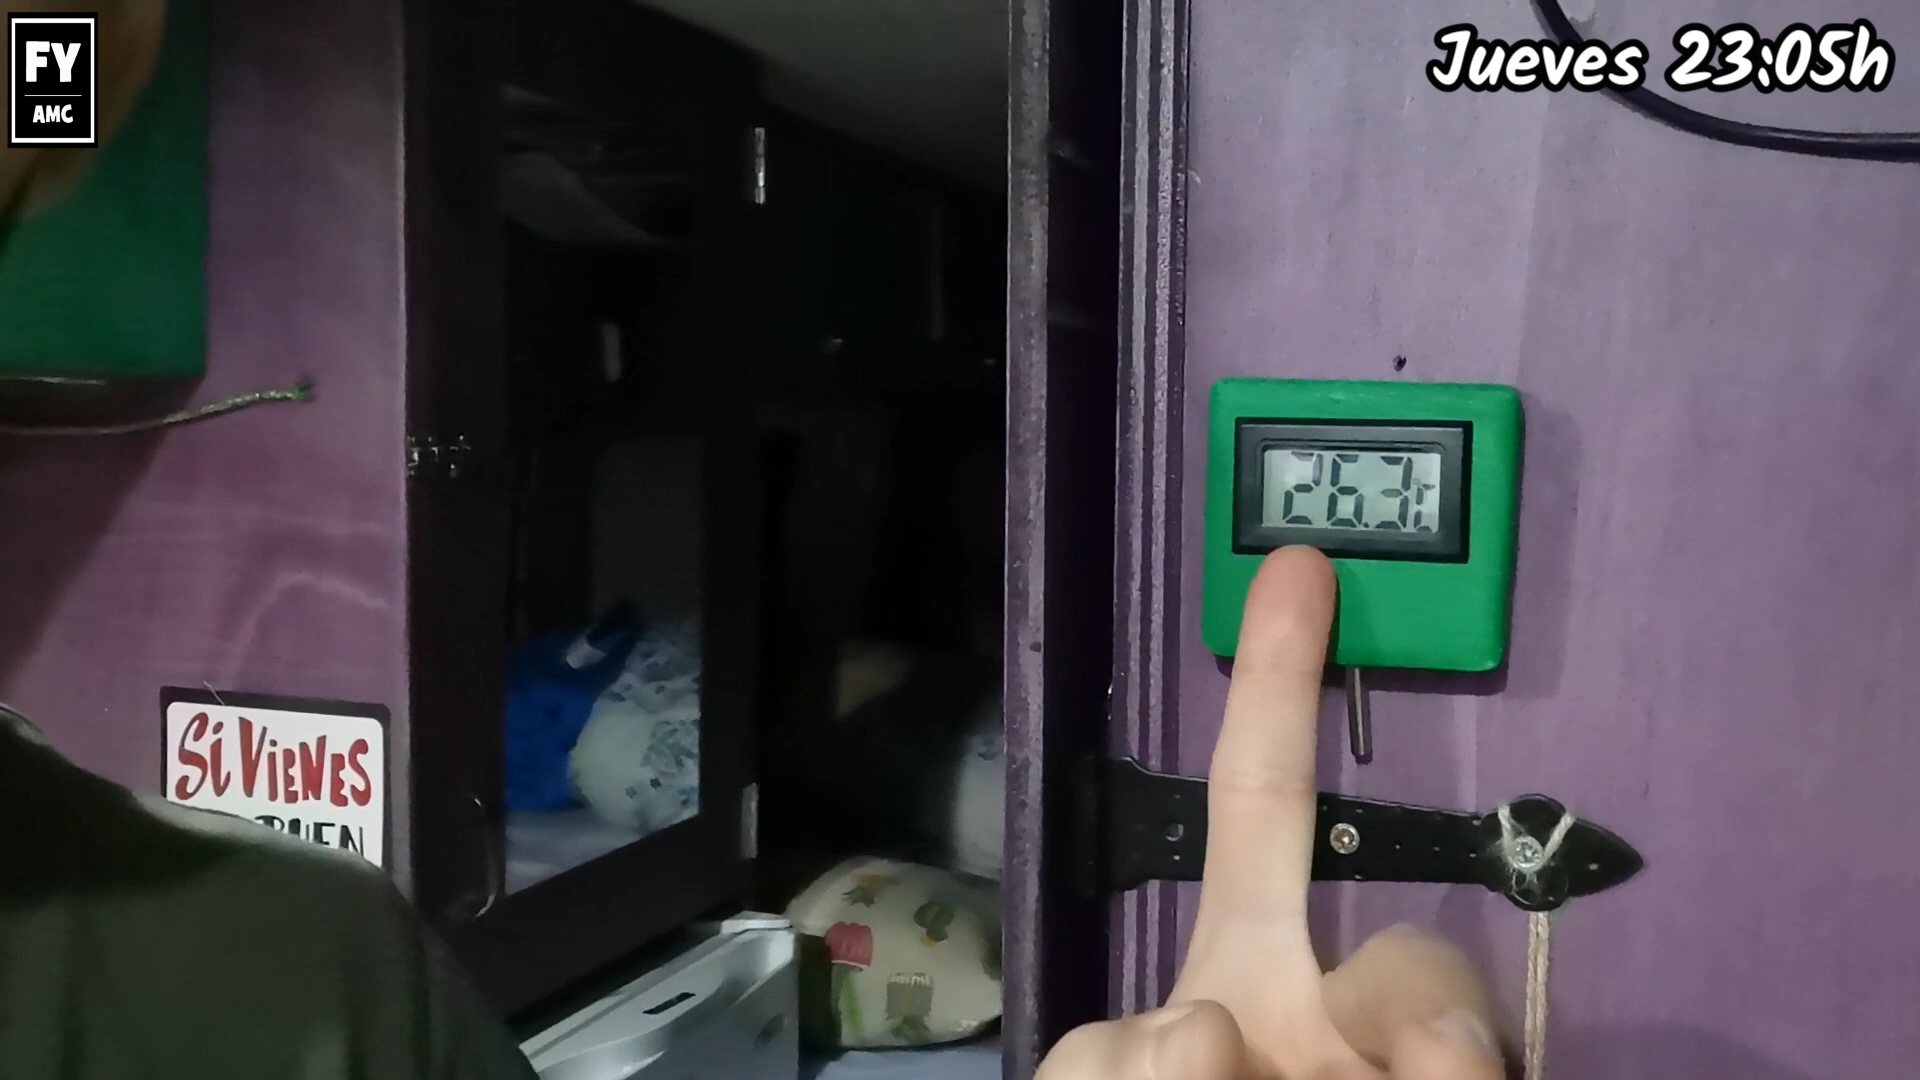 FY
AMC
Jueves 23:05h
26.3°C
Si ViENES